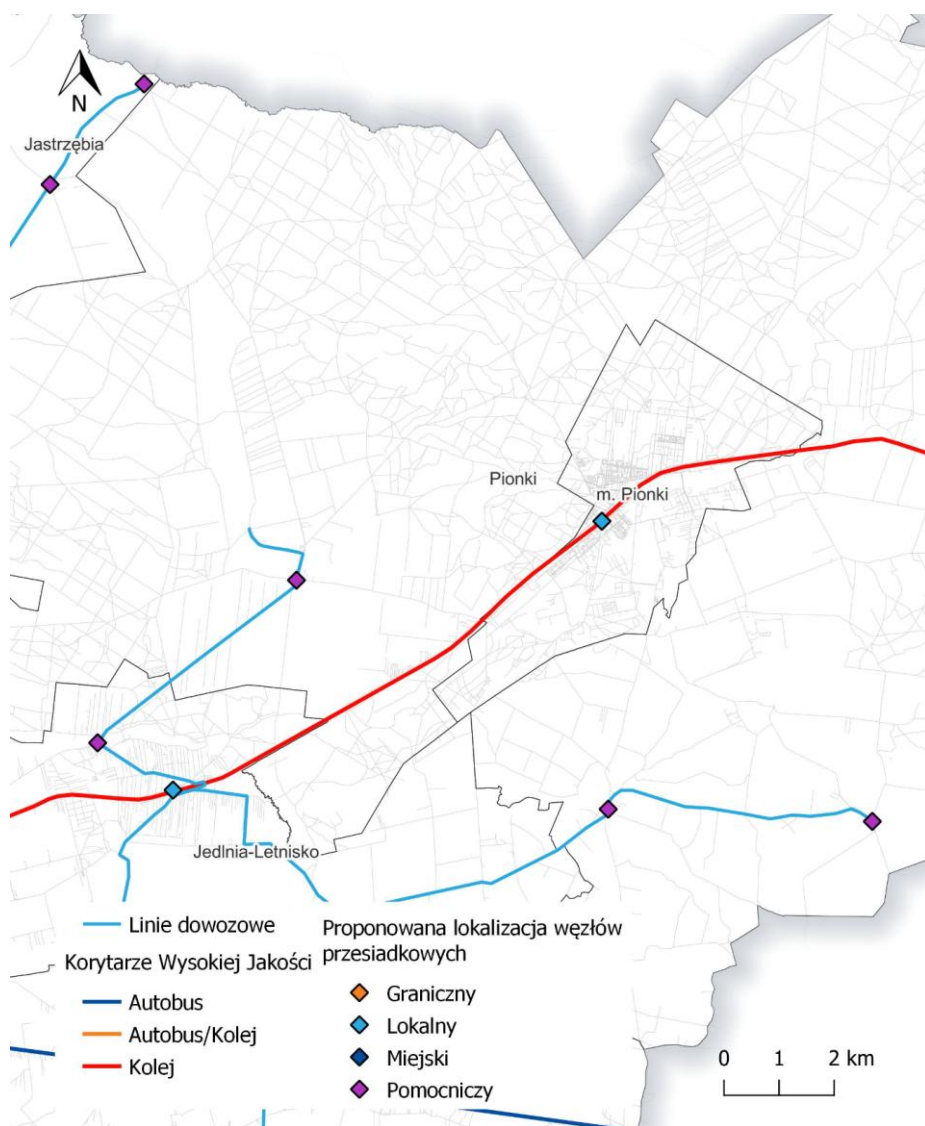 N
Jastrzębia
Pionki
m. Pionki
Jedlnia-Letnisko
Linie dowozowe
Korytarze Wysokiej Jakości
Autobus
Autobus/Kolej
Kolej
Proponowana lokalizacja węzłów
przesiadkowych
Graniczny
Lokalny
Miejski
Pomocniczy
0 1 2 km